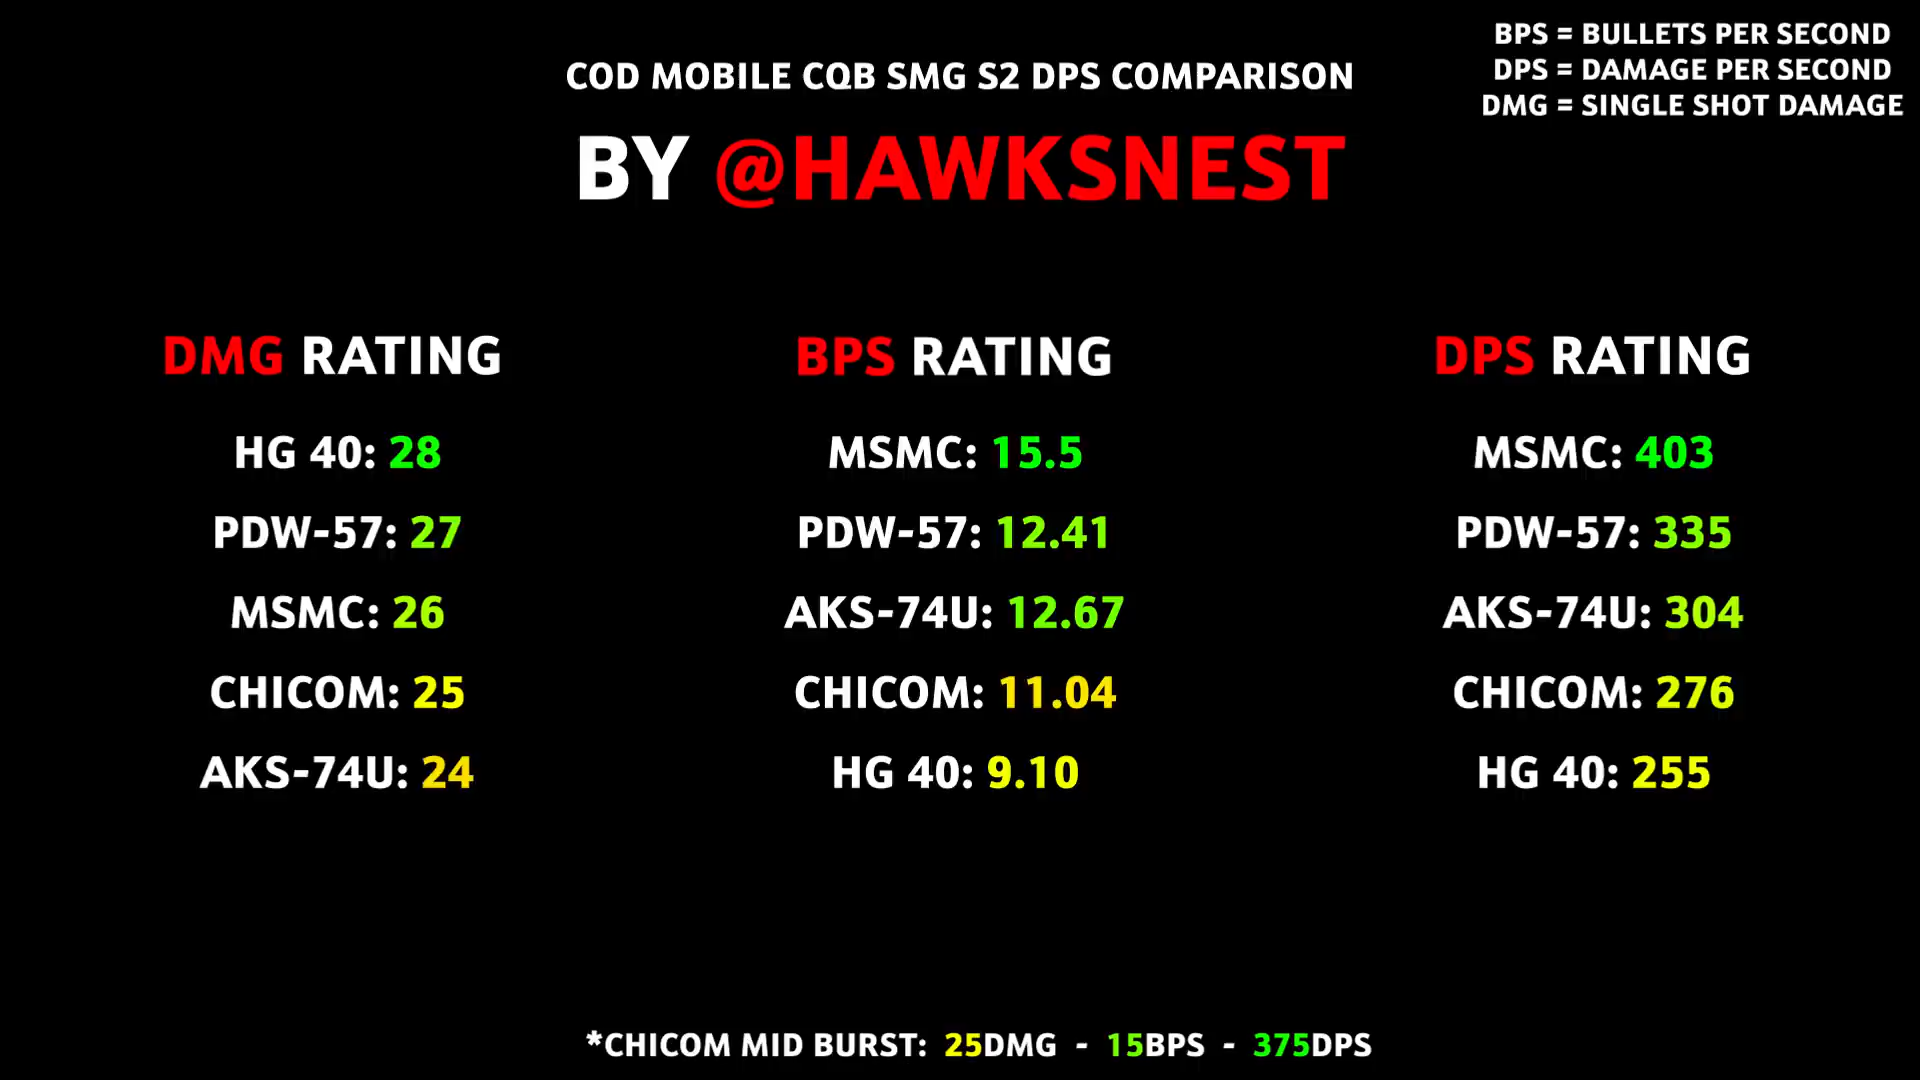 BPS = BULLETS PER SECOND
DPS = DAMAGE PER SECOND
DMG = SINGLE SHOT DAMAGE
COD MOBILE CQB SMG S2 DPS COMPARISON
BY @HAWKSNEST
DMG RATING
HG 40: 28
PDW-57: 27
MSMC: 26
CHICOM: 25
AKS-74U: 24
BPS RATING
MSMC: 15.5
PDW-57: 12.41
AKS-74U: 12.67
CHICOM: 11.04
HG 40: 9.10
DPS RATING
MSMC: 403
PDW-57: 335
AKS-74U: 304
CHICOM: 276
HG 40: 255
*CHICOM MID BURST: 25DMG - 15BPS - 375DPS